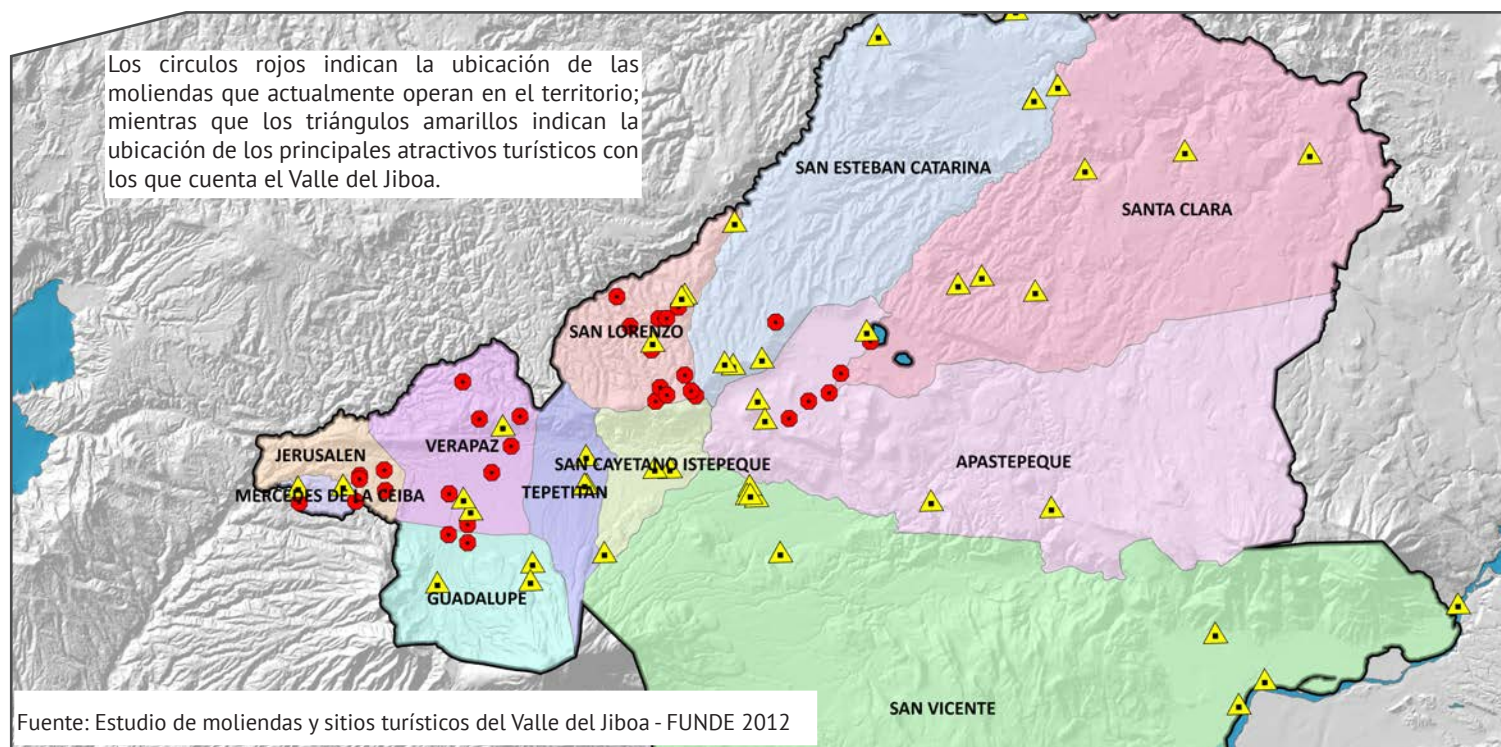 Los circulos rojos indican la ubicación de las
moliendas que actualmente operan en el territorio;
mientras que los triángulos amarillos indican la
ubicación de los principales atractivos turísticos con
los que cuenta el Valle del Jiboa.
SAN ESTEBAN CATARINA
SANTA CLARA
SAN LORENZO
JERUSALEN
VERAPAZ
SAN CAYETANO ISTEPEQUE
APASTEPEQUE
MERCEDES DE LA CEIBA
TEPETITAN
GUADALUPE
SAN VICENTE
Fuente: Estudio de moliendas y sitios turísticos del Valle del Jiboa - FUNDE 2012